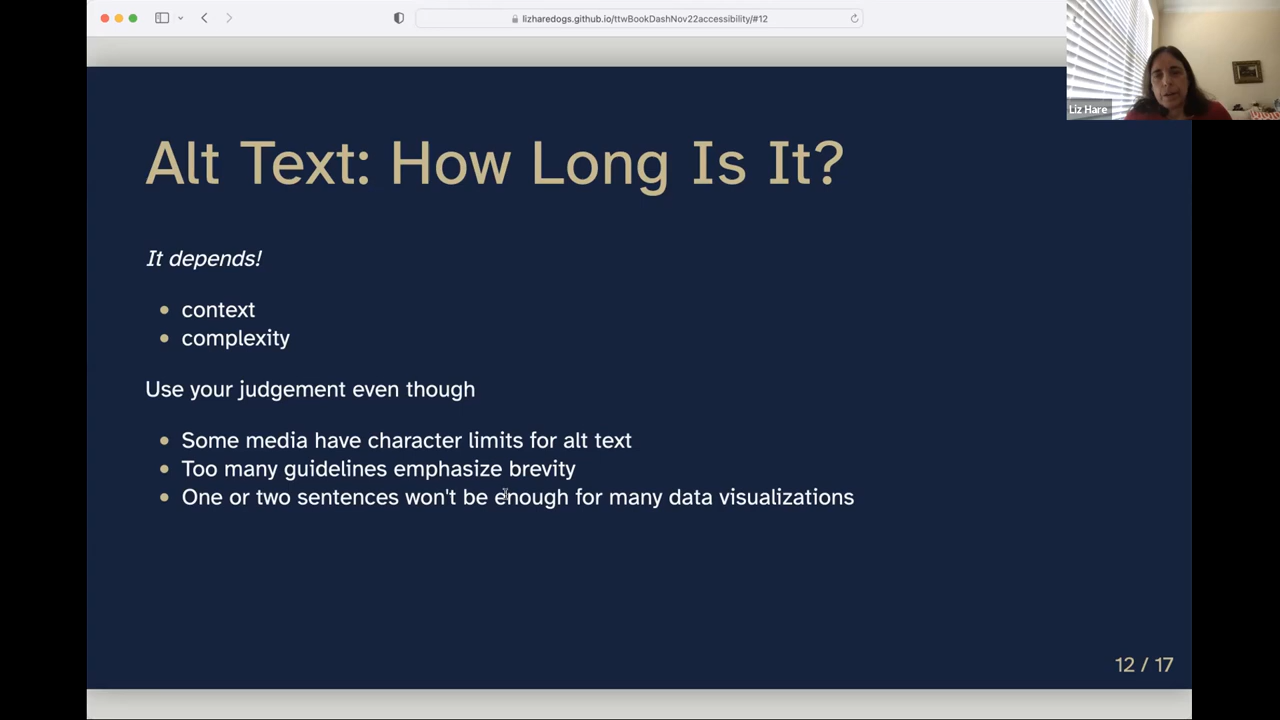 lizharedogs.github.io/ttwBookDashNov22accessibility/#12
Liz Hare
Alt Text: How Long Is It?
It depends!
context
complexity
Use your judgement even though
Some media have character limits for alt text
Too many guidelines emphasize brevity
One or two sentences won't be enough for many data visualizations
12 / 17